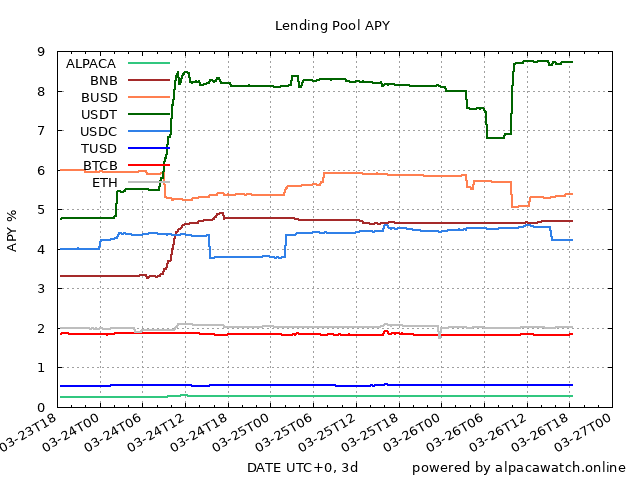 Lending Pool APY
APY %
9
8
7
6
5
4
3
2
1
0
ALPACA
BNB
BUSD
USDT
USDC
TUSD
BTCB
ETH
03-23T18
03-24T00
03-24T06
03-24T12
03-24T18
03-25T00
03-25T06
03-25T12
03-25T18
03-26T00
03-26T06
03-26T12
03-26T18
03-27T00
DATE UTC+0, 3d
powered by alpacawatch.online